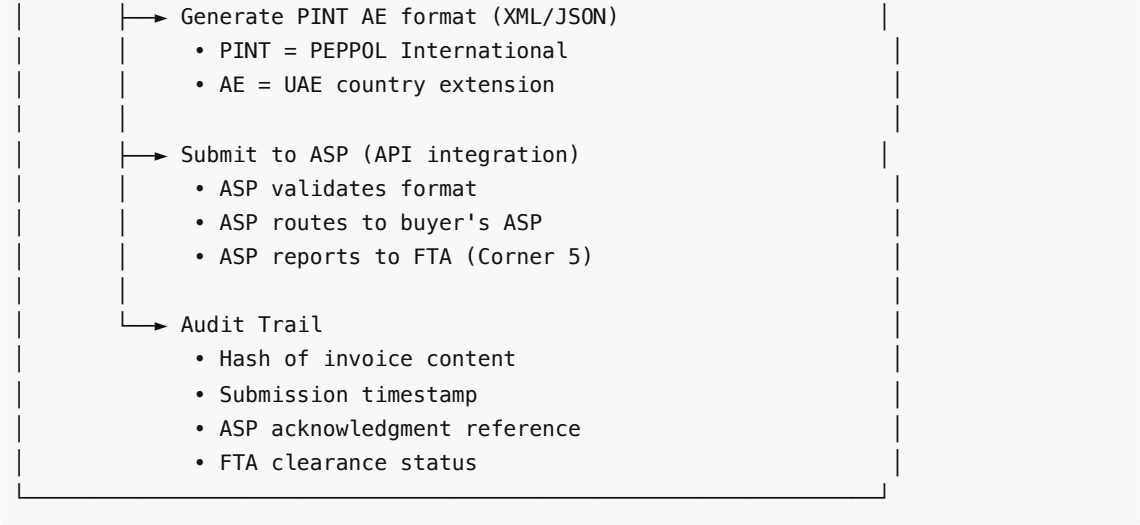 │       ├──► Generate PINT AE format (XML/JSON)                    │
│       │     • PINT = PEPPOL International                         │
│       │     • AE = UAE country extension                          │
│       │                                                           │
│       ├──► Submit to ASP (API integration)                       │
│       │     • ASP validates format                                │
│       │     • ASP routes to buyer's ASP                           │
│       │     • ASP reports to FTA (Corner 5)                       │
│       │                                                           │
│       └──► Audit Trail                                            │
│             • Hash of invoice content                             │
│             • Submission timestamp                                │
│             • ASP acknowledgment reference                        │
│             • FTA clearance status                                │
└──────────────────────────────────────────────────────────────────┘